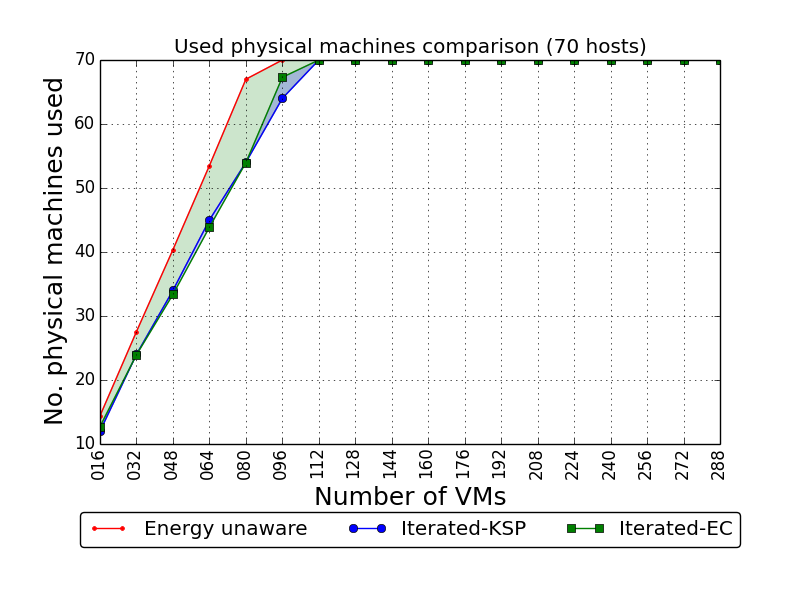 Used physical machines comparison (70 hosts)
No. physical machines used
70
60
50
40
30
20
10
016 032 048 064 080 096 112 128 144 160 176 192 208 224 240 256 272 288
Number of VMs
Energy unaware Iterated-KSP Iterated-EC